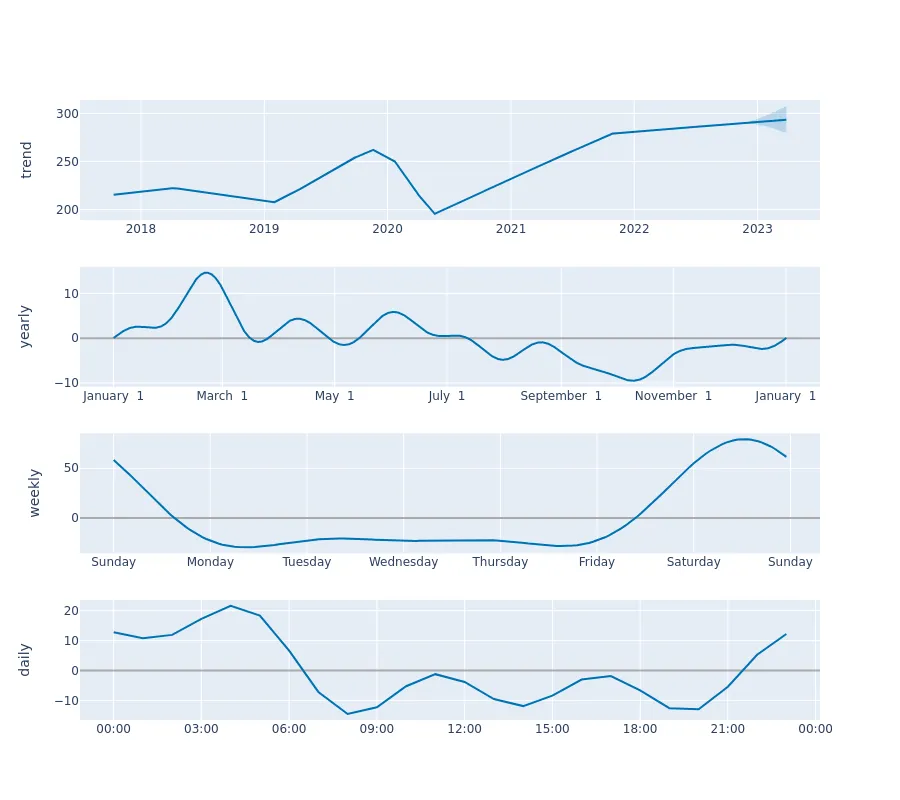 trend
300
250
200
2018 2019 2020 2021 2022 2023
yearly
10
0
−10
January 1 March 1 May 1 July 1 September 1 November 1 January 1
weekly
50
0
Sunday Monday Tuesday Wednesday Thursday Friday Saturday Sunday
daily
20
10
0
−10
00:00 03:00 06:00 09:00 12:00 15:00 18:00 21:00 00:00